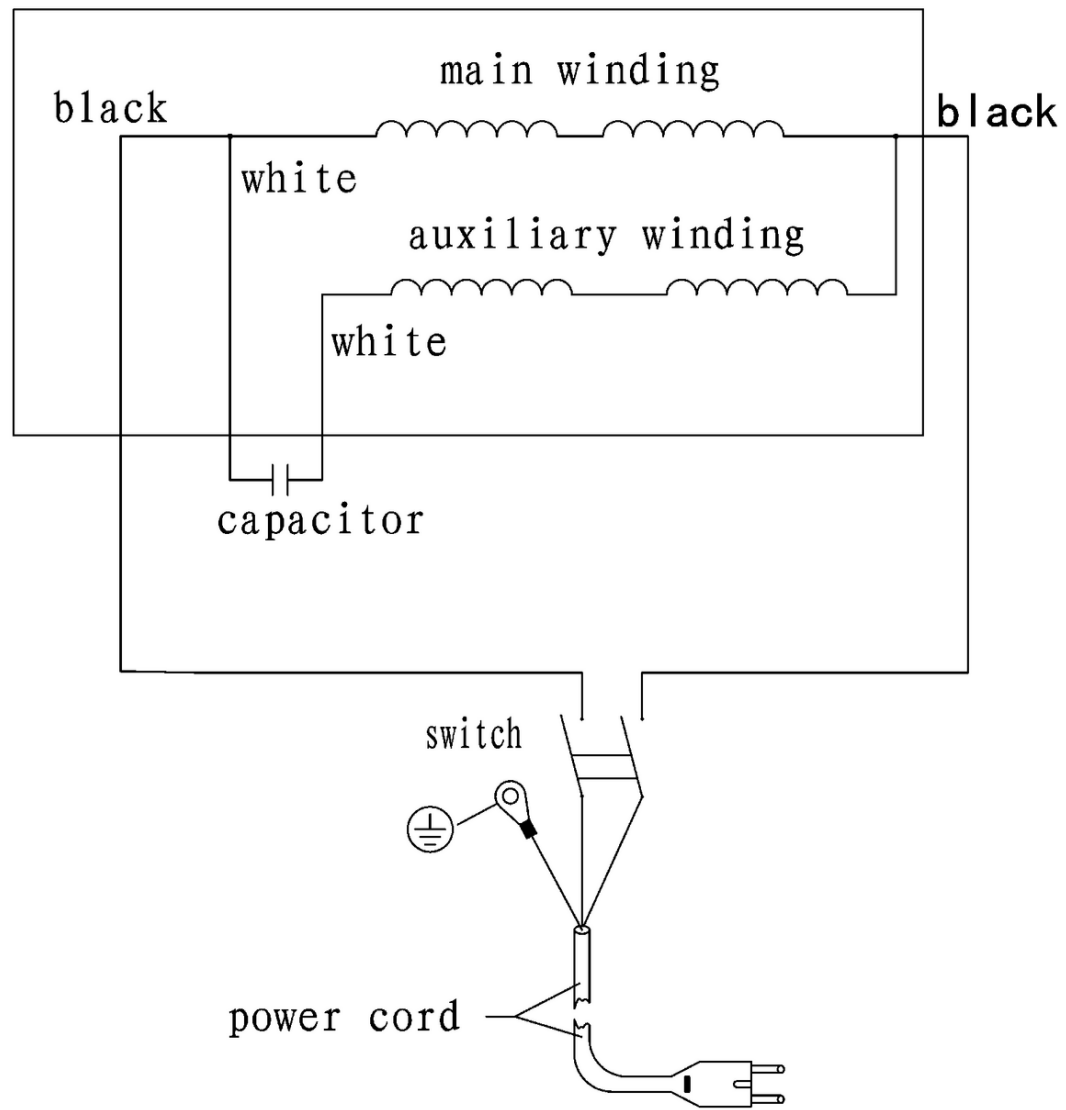 main winding
black
black
white
auxiliary winding
white
capacitor
switch
power cord